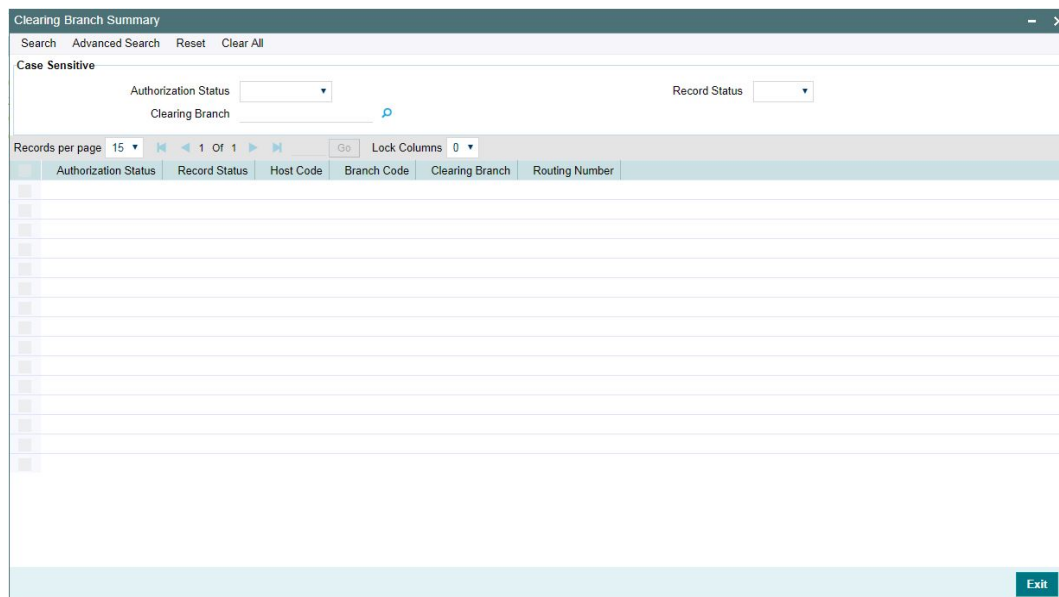 Clearing Branch Summary
Search Advanced Search Reset Clear All
Case Sensitive
Authorization Status Record Status
Clearing Branch
Records per page 15 1 Of 1 Go Lock Columns 0
Authorization Status Record Status Host Code Branch Code Clearing Branch Routing Number
Exit